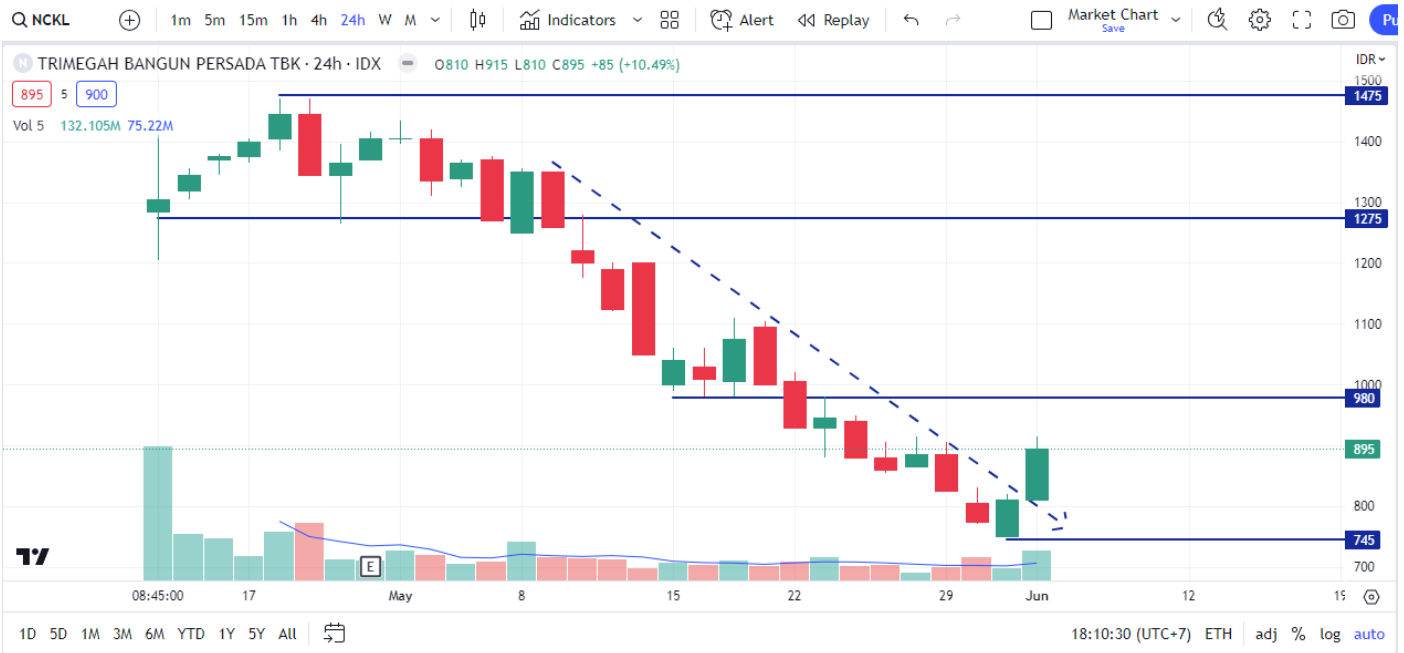 NCKL 1m 5m 15m 1h 4h 24h W M Indicators Alert Replay Market Chart
Save
TRIMEGAH BANGUN PERSADA TBK · 24h · IDX O810 H915 L810 C895 +85 (+10.49%)
IDR
895 5 900
Vol 5 132.105M 75.22M
1500
1475
1400
1300
1275
1200
1100
1000
980
895
800
745
700
E
08:45:00 17 May 8 15 22 29 Jun 12
1D 5D 1M 3M 6M YTD 1Y 5Y All 18:10:30 (UTC+7) ETH adj % log auto